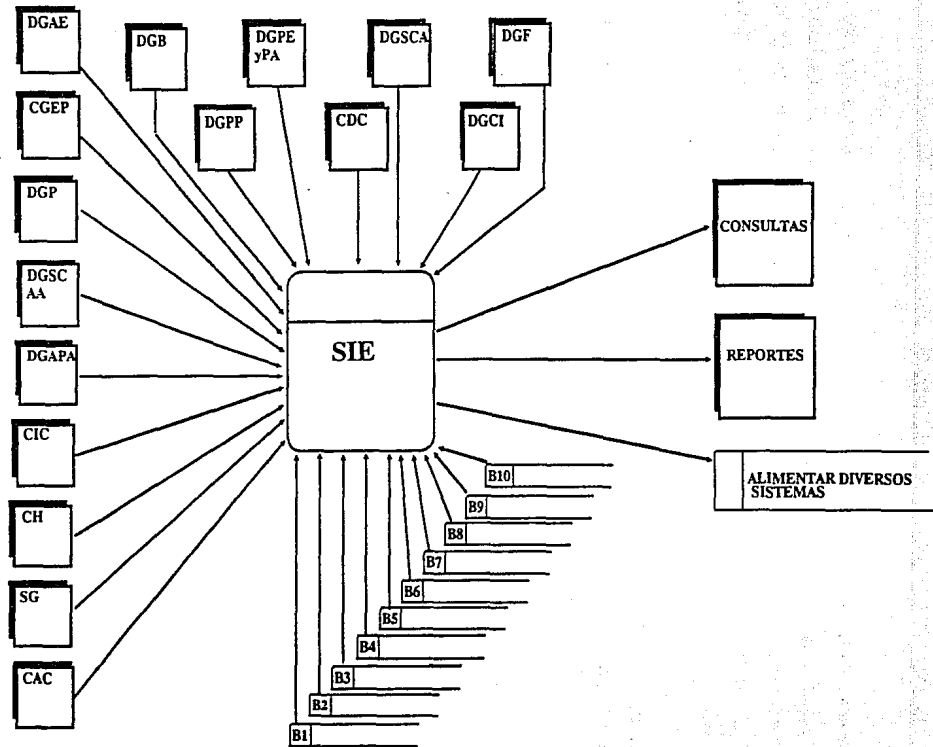 DGAE
DGB
DGPE
yPA
DGSCA
DGF
CGEP
DGPP
CDC
DGCI
DGP
DGSC
AA
DGAPA
CIC
CH
SG
CAC
SIE
CONSULTAS
REPORTES
ALIMENTAR DIVERSOS
SISTEMAS
B10
B9
B8
B7
B6
B5
B4
B3
B2
B1